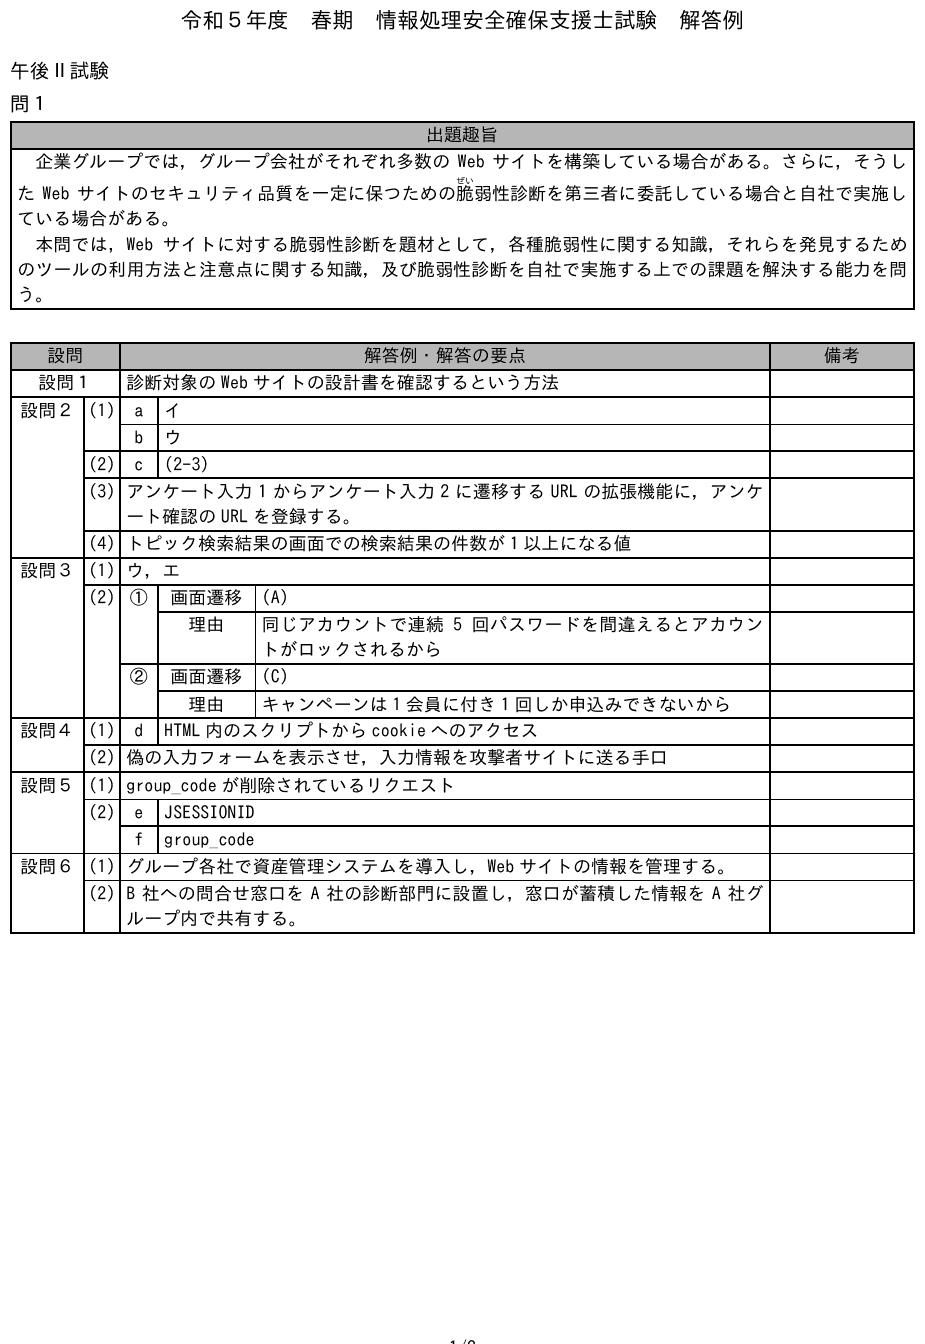 令和５年度　春期　情報処理安全確保支援士試験　解答例
午後Ⅱ試験
問１
出題趣旨
企業グループでは，グループ会社がそれぞれ多数の Web サイトを構築している場合がある。さらに，そうし
た Web サイトのセキュリティ品質を一定に保つための脆弱性診断を第三者に委託している場合と自社で実施し
ぜい
ている場合がある。
本問では，Web サイトに対する脆弱性診断を題材として，各種脆弱性に関する知識，それらを発見するため
のツールの利用方法と注意点に関する知識，及び脆弱性診断を自社で実施する上での課題を解決する能力を問
う。
設問 解答例・解答の要点 備考
設問１ 診断対象の Web サイトの設計書を確認するという方法
設問２ (1) a イ
b ウ
(2) c (2-3)
(3) アンケート入力 1 からアンケート入力 2 に遷移する URL の拡張機能に，アンケ
ート確認の URL を登録する。
(4) トピック検索結果の画面での検索結果の件数が 1 以上になる値
設問３ (1) ウ，エ
(2) ① 画面遷移 (A)
理由 同じアカウントで連続 5 回パスワードを間違えるとアカウン
トがロックされるから
② 画面遷移 (C)
理由 キャンペーンは 1 会員に付き 1 回しか申込みできないから
設問４ (1) d HTML 内のスクリプトから cookie へのアクセス
(2) 偽の入力フォームを表示させ，入力情報を攻撃者サイトに送る手口
設問５ (1) group_code が削除されているリクエスト
(2) e JSESSIONID
f group_code
設問６ (1) グループ各社で資産管理システムを導入し，Web サイトの情報を管理する。
(2) B 社への問合せ窓口を A 社の診断部門に設置し，窓口が蓄積した情報を A 社グ
ループ内で共有する。